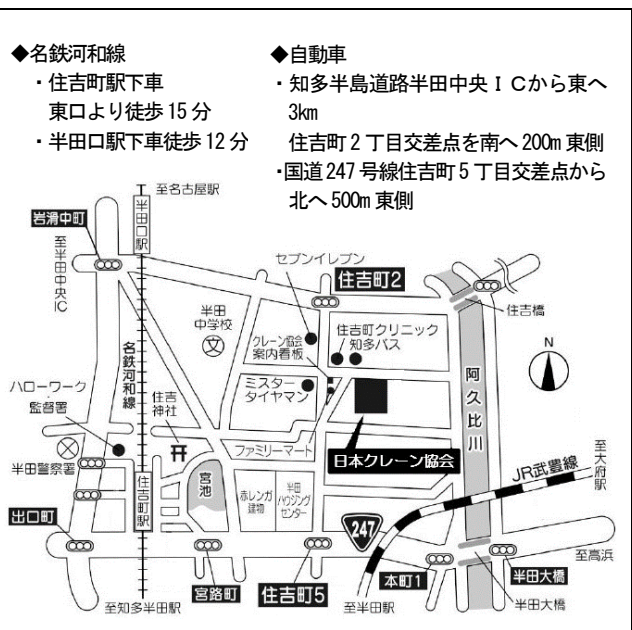 ◆名鉄河和線
・住吉町駅下車
東口より徒歩15分
・半田口駅下車徒歩12分
◆自動車
・知多半島道路半田中央ＩＣから東へ
3km
住吉町2丁目交差点を南へ200m東側
・国道247号線住吉町5丁目交差点から
北へ500m東側
至名古屋駅
半田口駅
岩滑中町
至半田中央IC
セブンイレブン
住吉町2
住吉橋
半田
中学校
文
クレーン協会
案内看板
住吉町クリニック
知多バス
N
名鉄河和線
阿久比川
ハローワーク
監督署
住吉
神社
ミスター
タイヤマン
ファミリーマート
日本クレーン協会
半田警察署
JR武豊線
至大府駅
住吉町駅
宮池
赤レンガ
建物
半田
ハウジング
センター
出口町
247
宮路町
住吉町5
本町1
半田大橋
至高浜
至知多半田駅
至半田駅
半田大橋